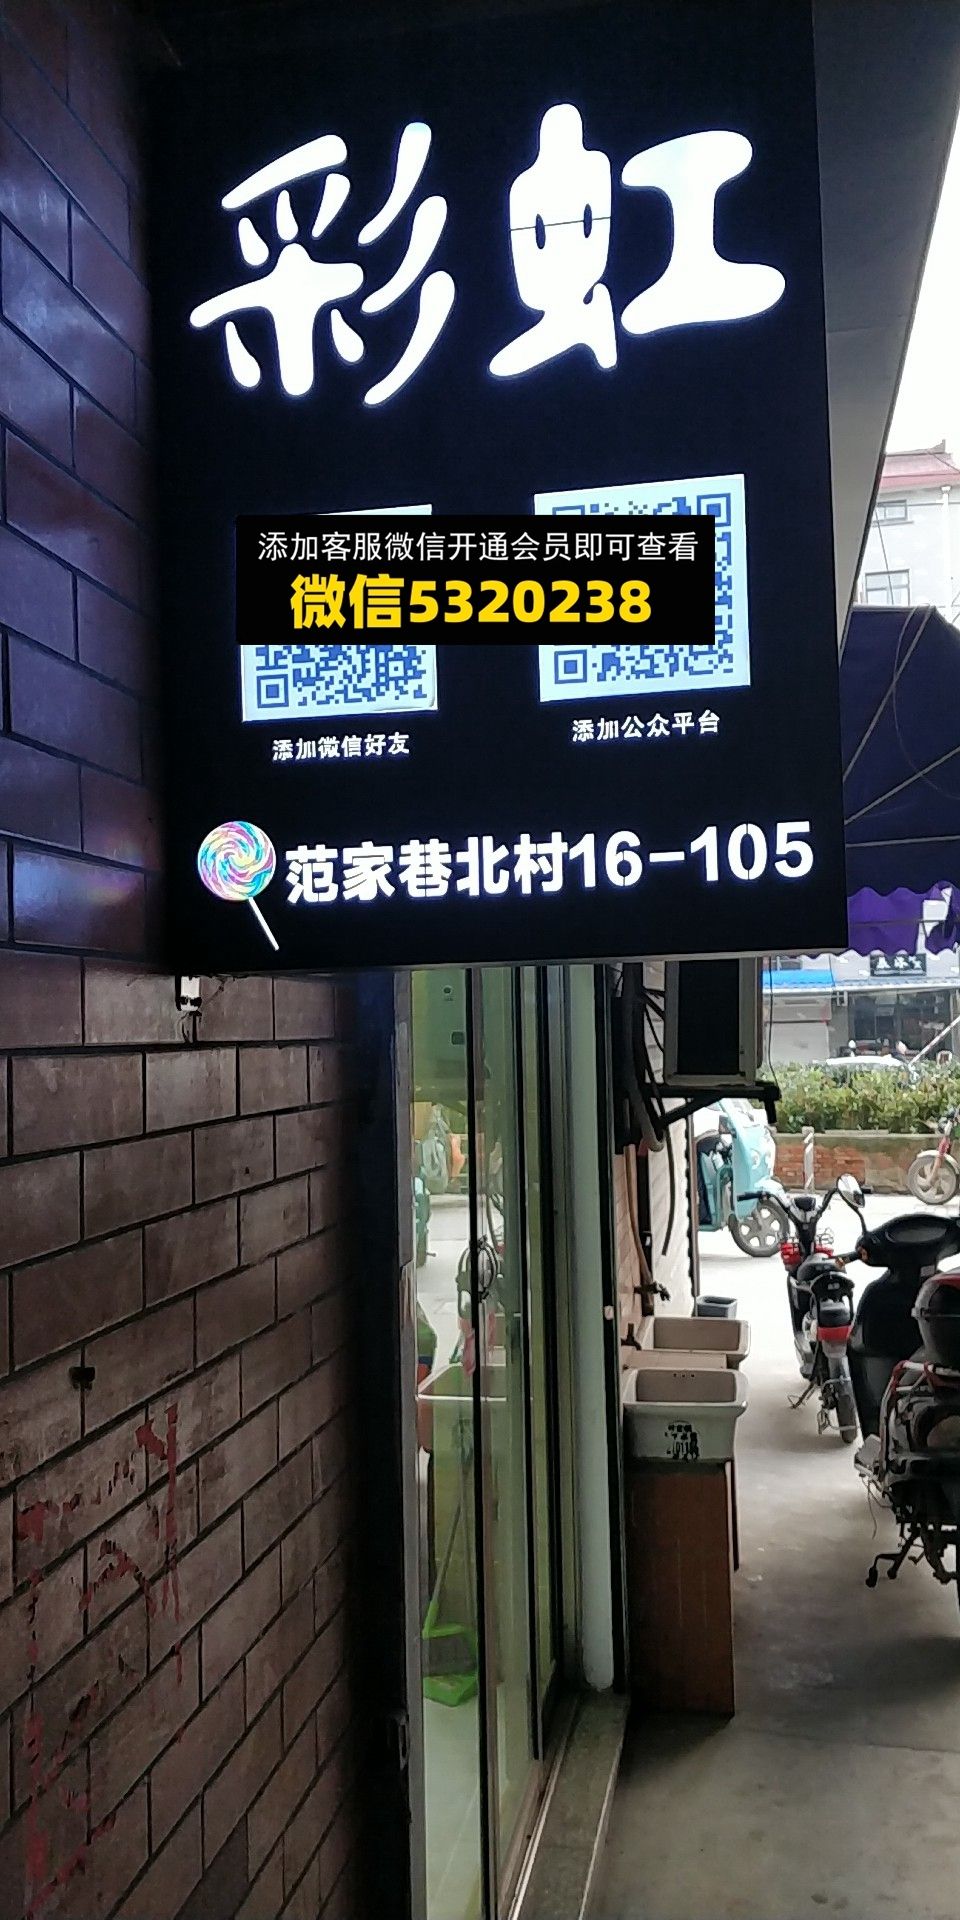 彩虹
添加客服微信开通会员即可查看
微信5320238
添加微信好友
添加公众平台
范家巷北村16-105